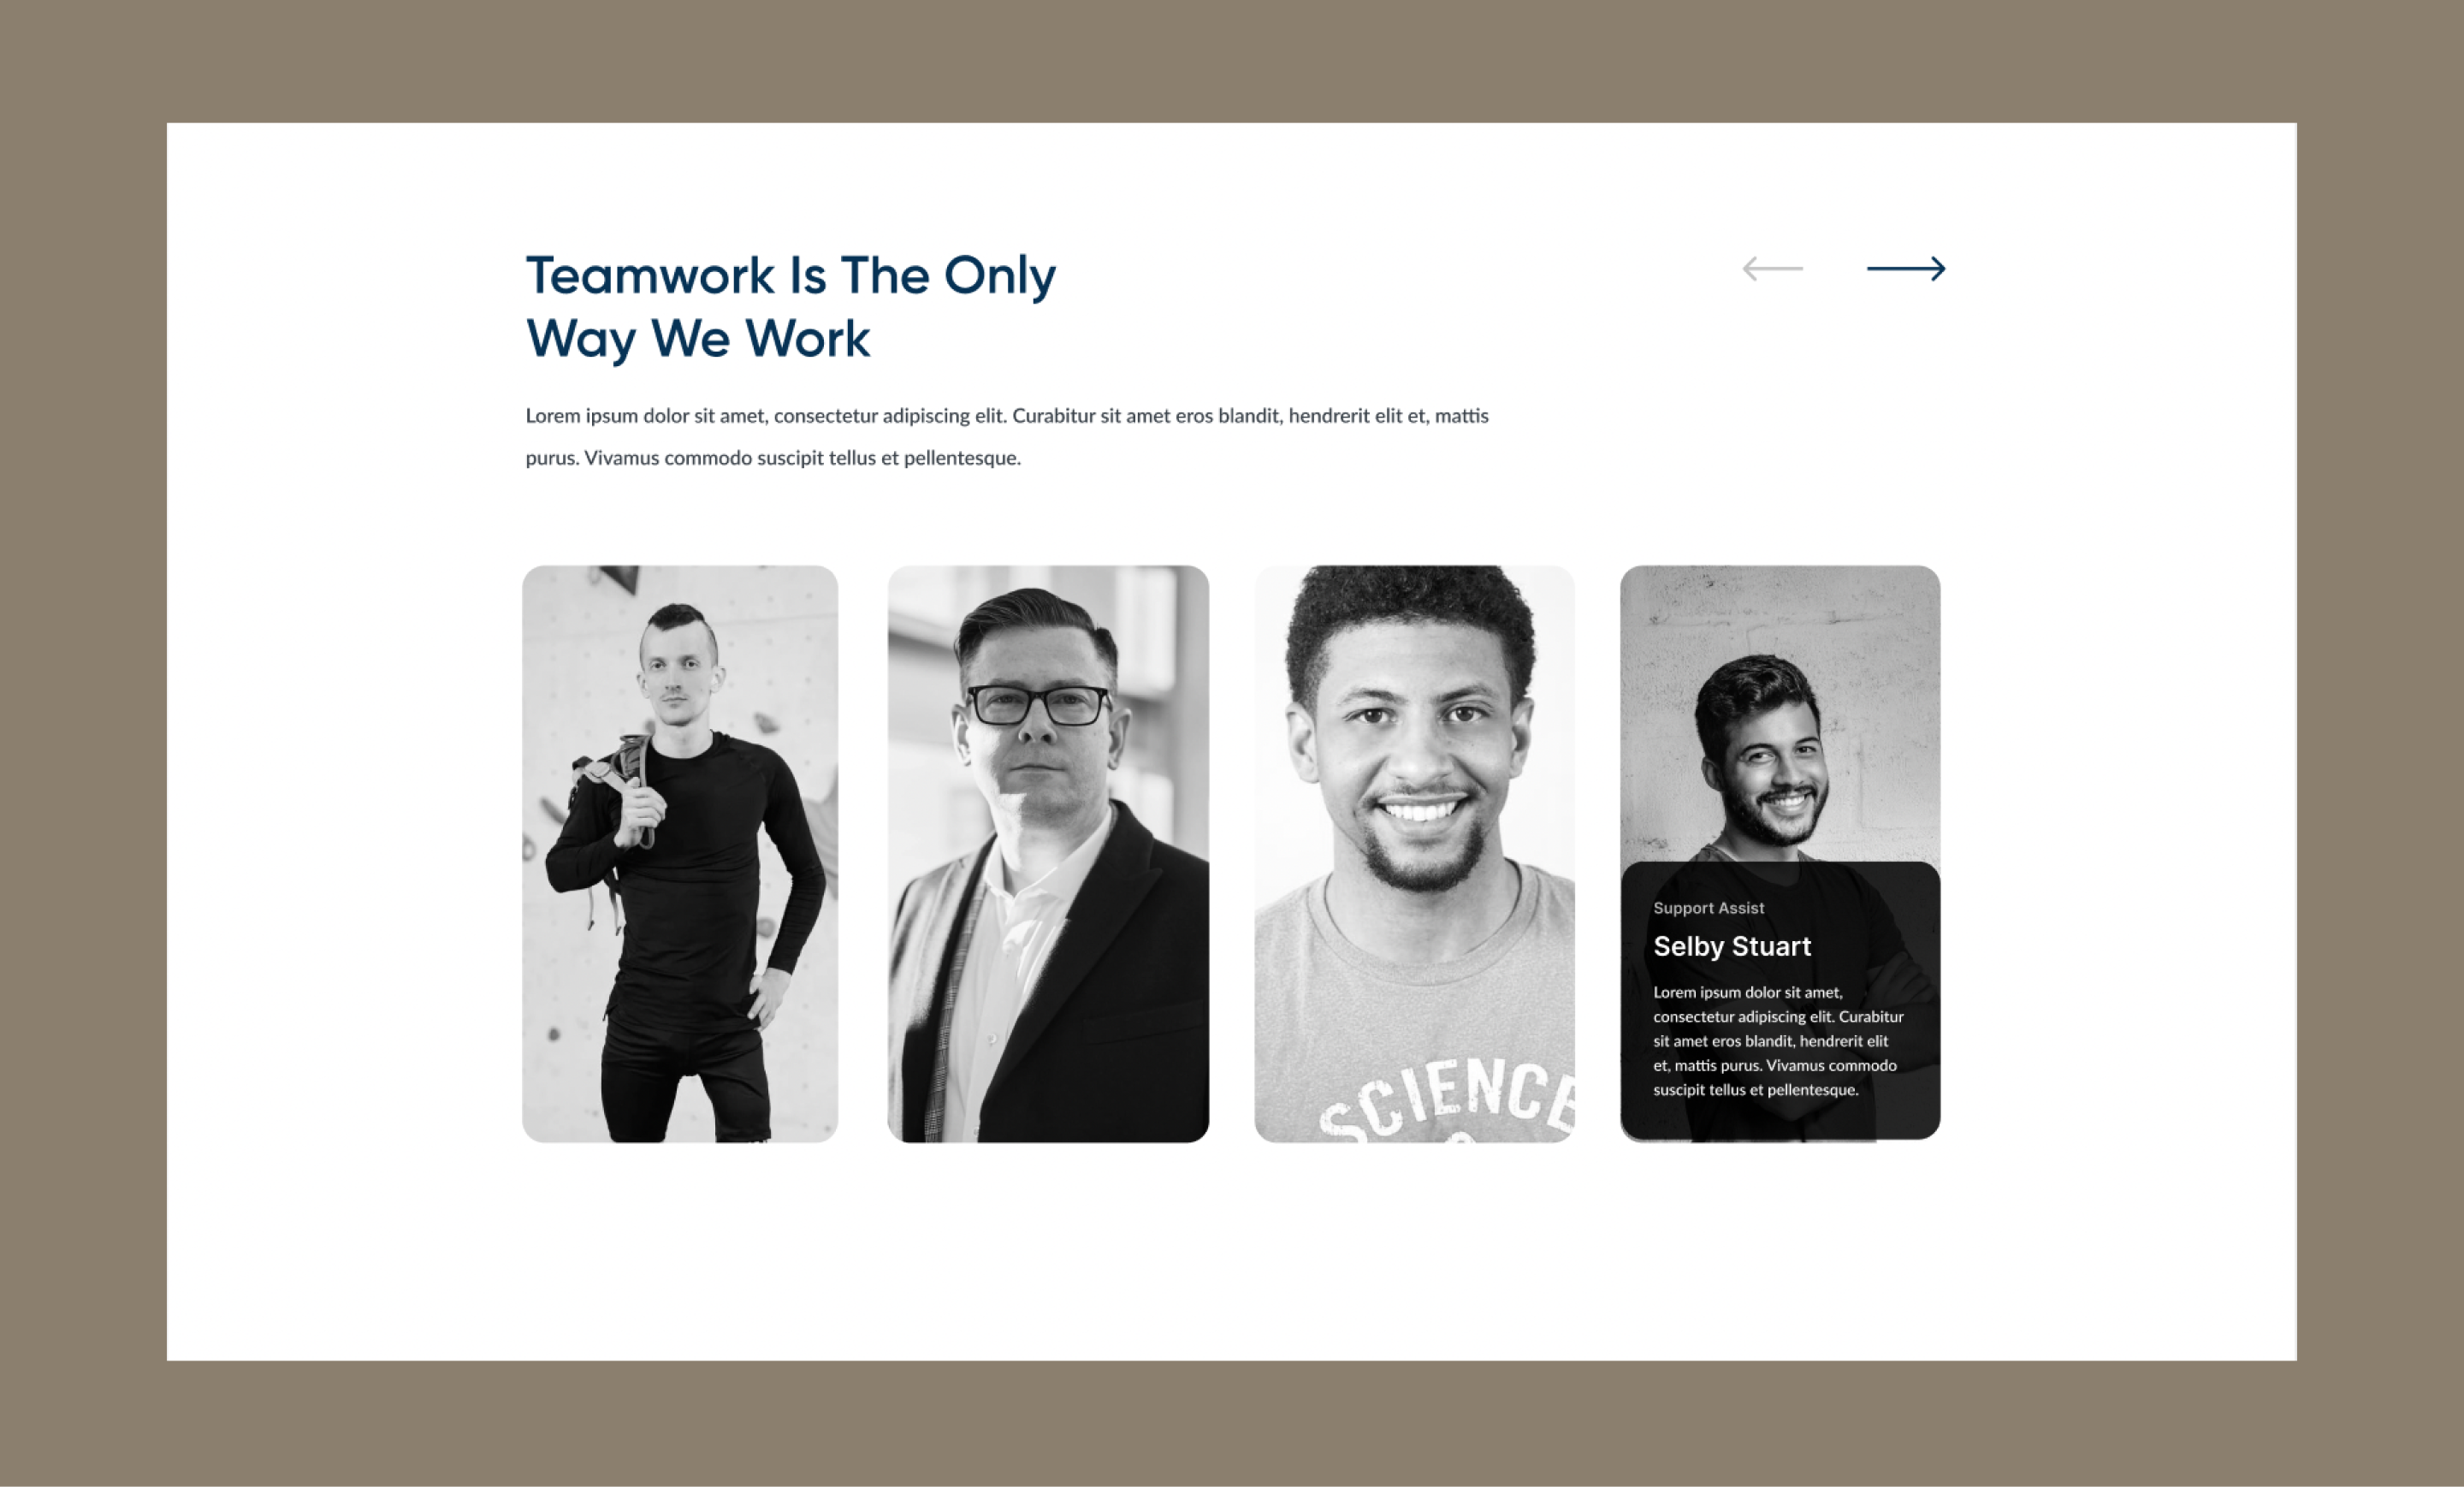 Teamwork Is The Only
Way We Work
Lorem ipsum dolor sit amet, consectetur adipiscing elit. Curabitur sit amet eros blandit, hendrerit elit et, mattis
purus. Vivamus commodo suscipit tellus et pellentesque.
SCIENCE
Support Assist
Selby Stuart
Lorem ipsum dolor sit amet,
consectetur adipiscing elit. Curabitur
sit amet eros blandit, hendrerit elit
et, mattis purus. Vivamus commodo
suscipit tellus et pellentesque.